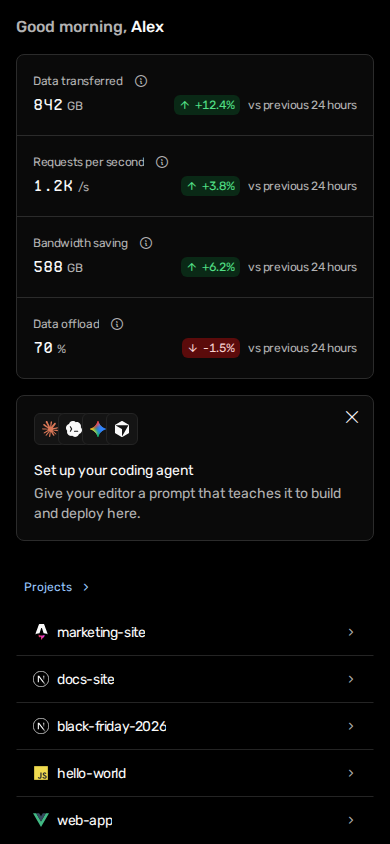 Good morning, Alex
Data transferred
842 GB
+12.4% vs previous 24 hours
Requests per second
1.2K /s
+3.8% vs previous 24 hours
Bandwidth saving
588 GB
+6.2% vs previous 24 hours
Data offload
70 %
-1.5% vs previous 24 hours
Set up your coding agent
Give your editor a prompt that teaches it to build
and deploy here.
Projects
marketing-site
docs-site
black-friday-2026
JS hello-world
web-app